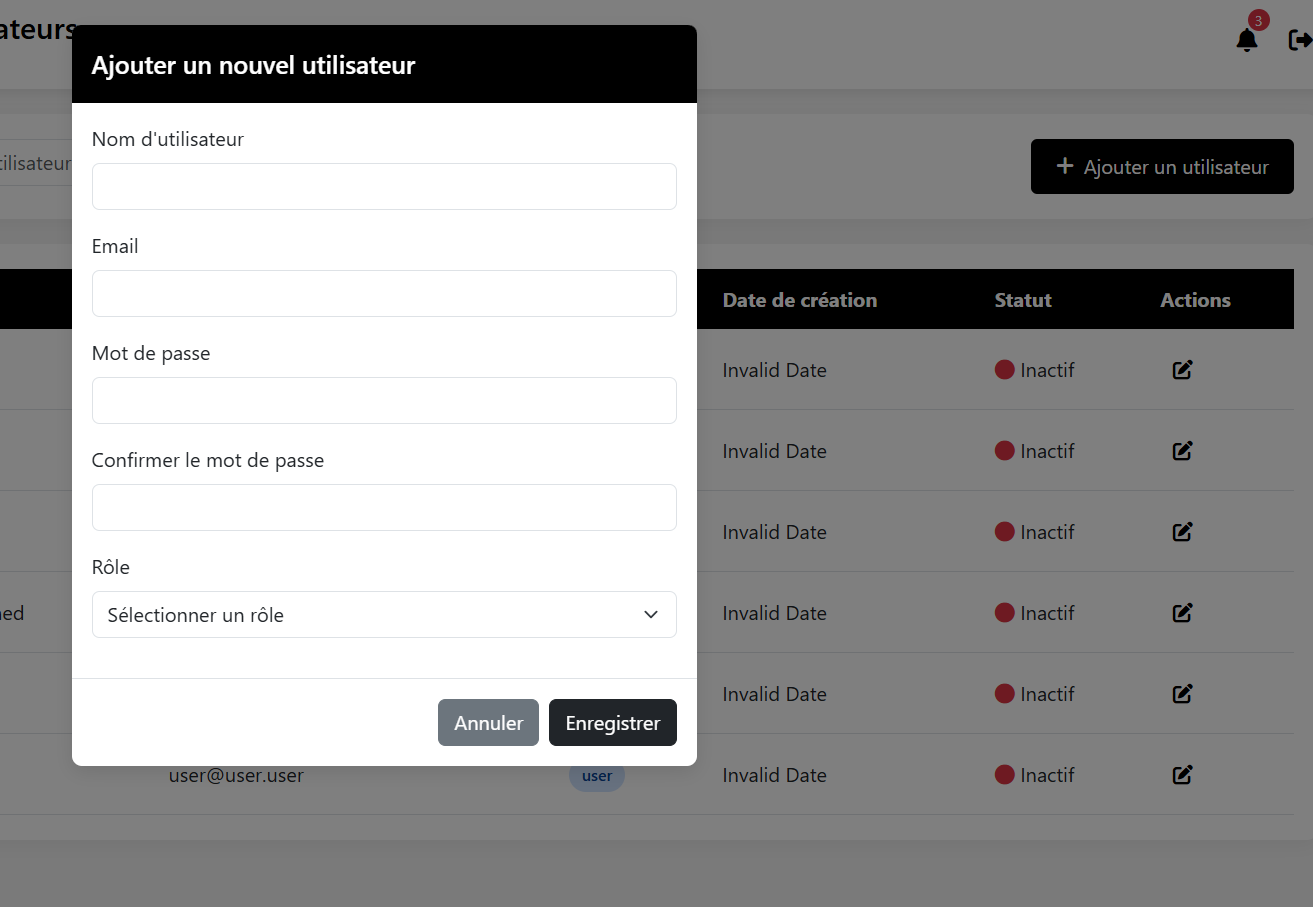 ateurs
3
Ajouter un nouvel utilisateur
Nom d'utilisateur
tilisateur
Ajouter un utilisateur
Email
Date de création Statut Actions
Mot de passe
Invalid Date Inactif
Invalid Date Inactif
Confirmer le mot de passe
Invalid Date Inactif
Rôle
Sélectionner un rôle
ned Invalid Date Inactif
Invalid Date Inactif
Annuler Enregistrer
user@user.user user Invalid Date Inactif